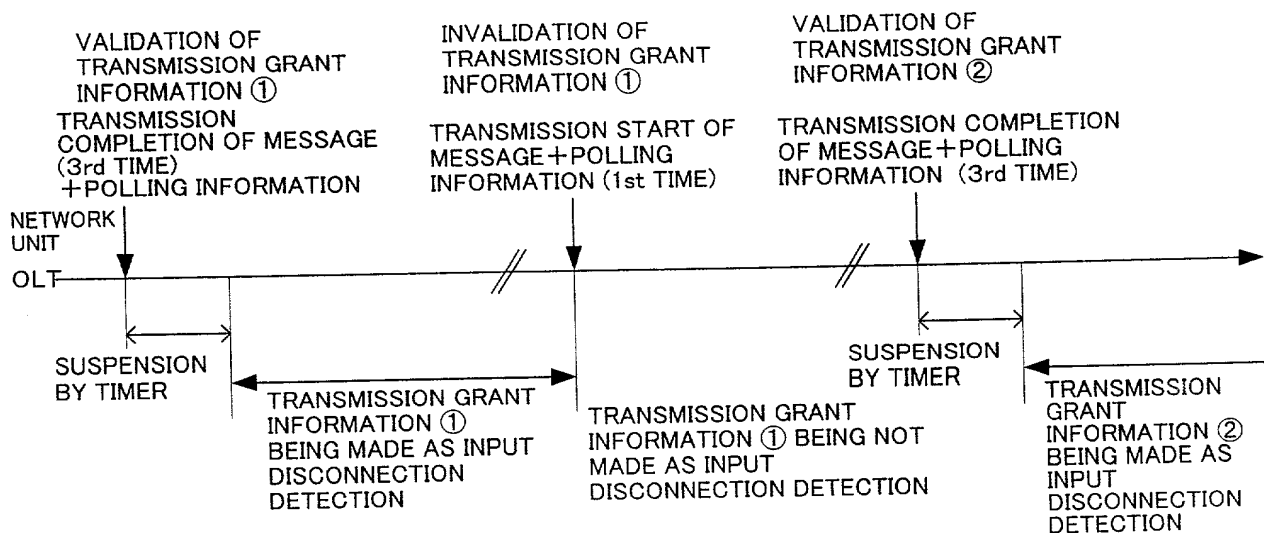 VALIDATION OF
TRANSMISSION GRANT
INFORMATION ①
TRANSMISSION
COMPLETION OF MESSAGE
(3rd TIME)
+POLLING INFORMATION
INVALIDATION OF
TRANSMISSION GRANT
INFORMATION ①
TRANSMISSION START OF
MESSAGE+POLLING
INFORMATION (1st TIME)
VALIDATION OF
TRANSMISSION GRANT
INFORMATION ②
TRANSMISSION COMPLETION
OF MESSAGE+POLLING
INFORMATION (3rd TIME)
NETWORK
UNIT
OLT
SUSPENSION
BY TIMER
TRANSMISSION GRANT
INFORMATION ①
BEING MADE AS INPUT
DISCONNECTION
DETECTION
TRANSMISSION GRANT
INFORMATION ① BEING NOT
MADE AS INPUT
DISCONNECTION DETECTION
SUSPENSION
BY TIMER
TRANSMISSION
GRANT
INFORMATION ②
BEING MADE AS
INPUT
DISCONNECTION
DETECTION